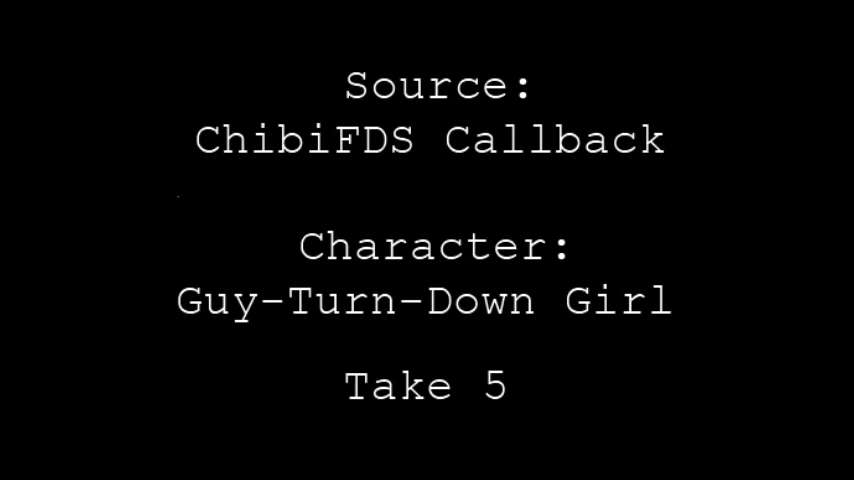 Source:
ChibiFDS Callback
Character:
Guy-Turn-Down Girl
Take 5